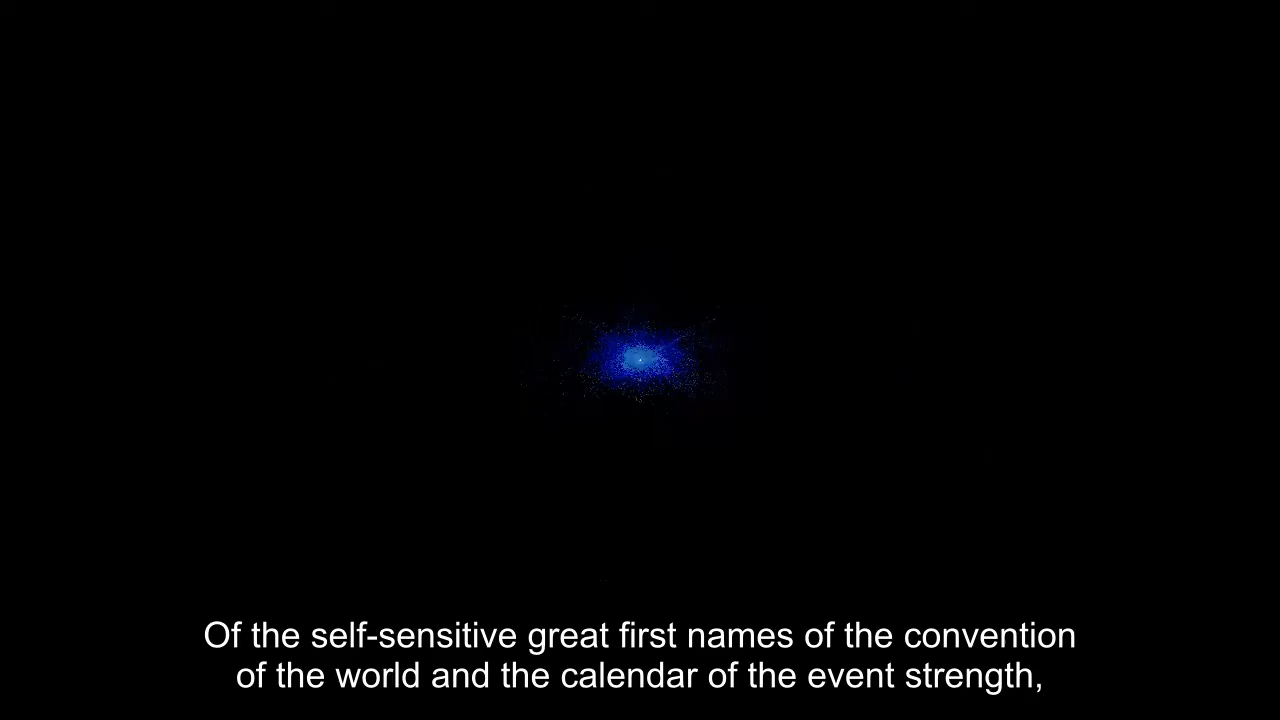 Of the self-sensitive great first names of the convention
of the world and the calendar of the event strength,